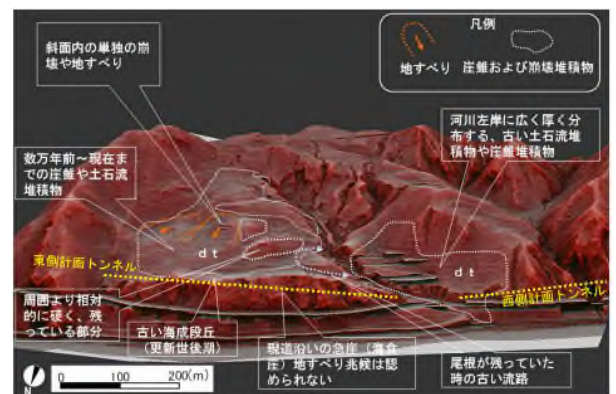 凡例
地すべり
崖錐および崩壊堆積物
斜面内の単独の崩
壊や地すべり
河川左岸に広く厚く分
布する、古い土石流堆
積物や崖錐堆積物
数万年前～現在ま
での崖錐や土石流
堆積物
dt
dt
東側計画トンネル
西側計画トンネル
周囲より相対
的に硬く、残
っている部分
古い海成段丘
(更新世後期)
現道沿いの急崖(海食
崖)地すべり兆候は認
められない
尾根が残っていた
時の古い流路
N
0 100 200(m)